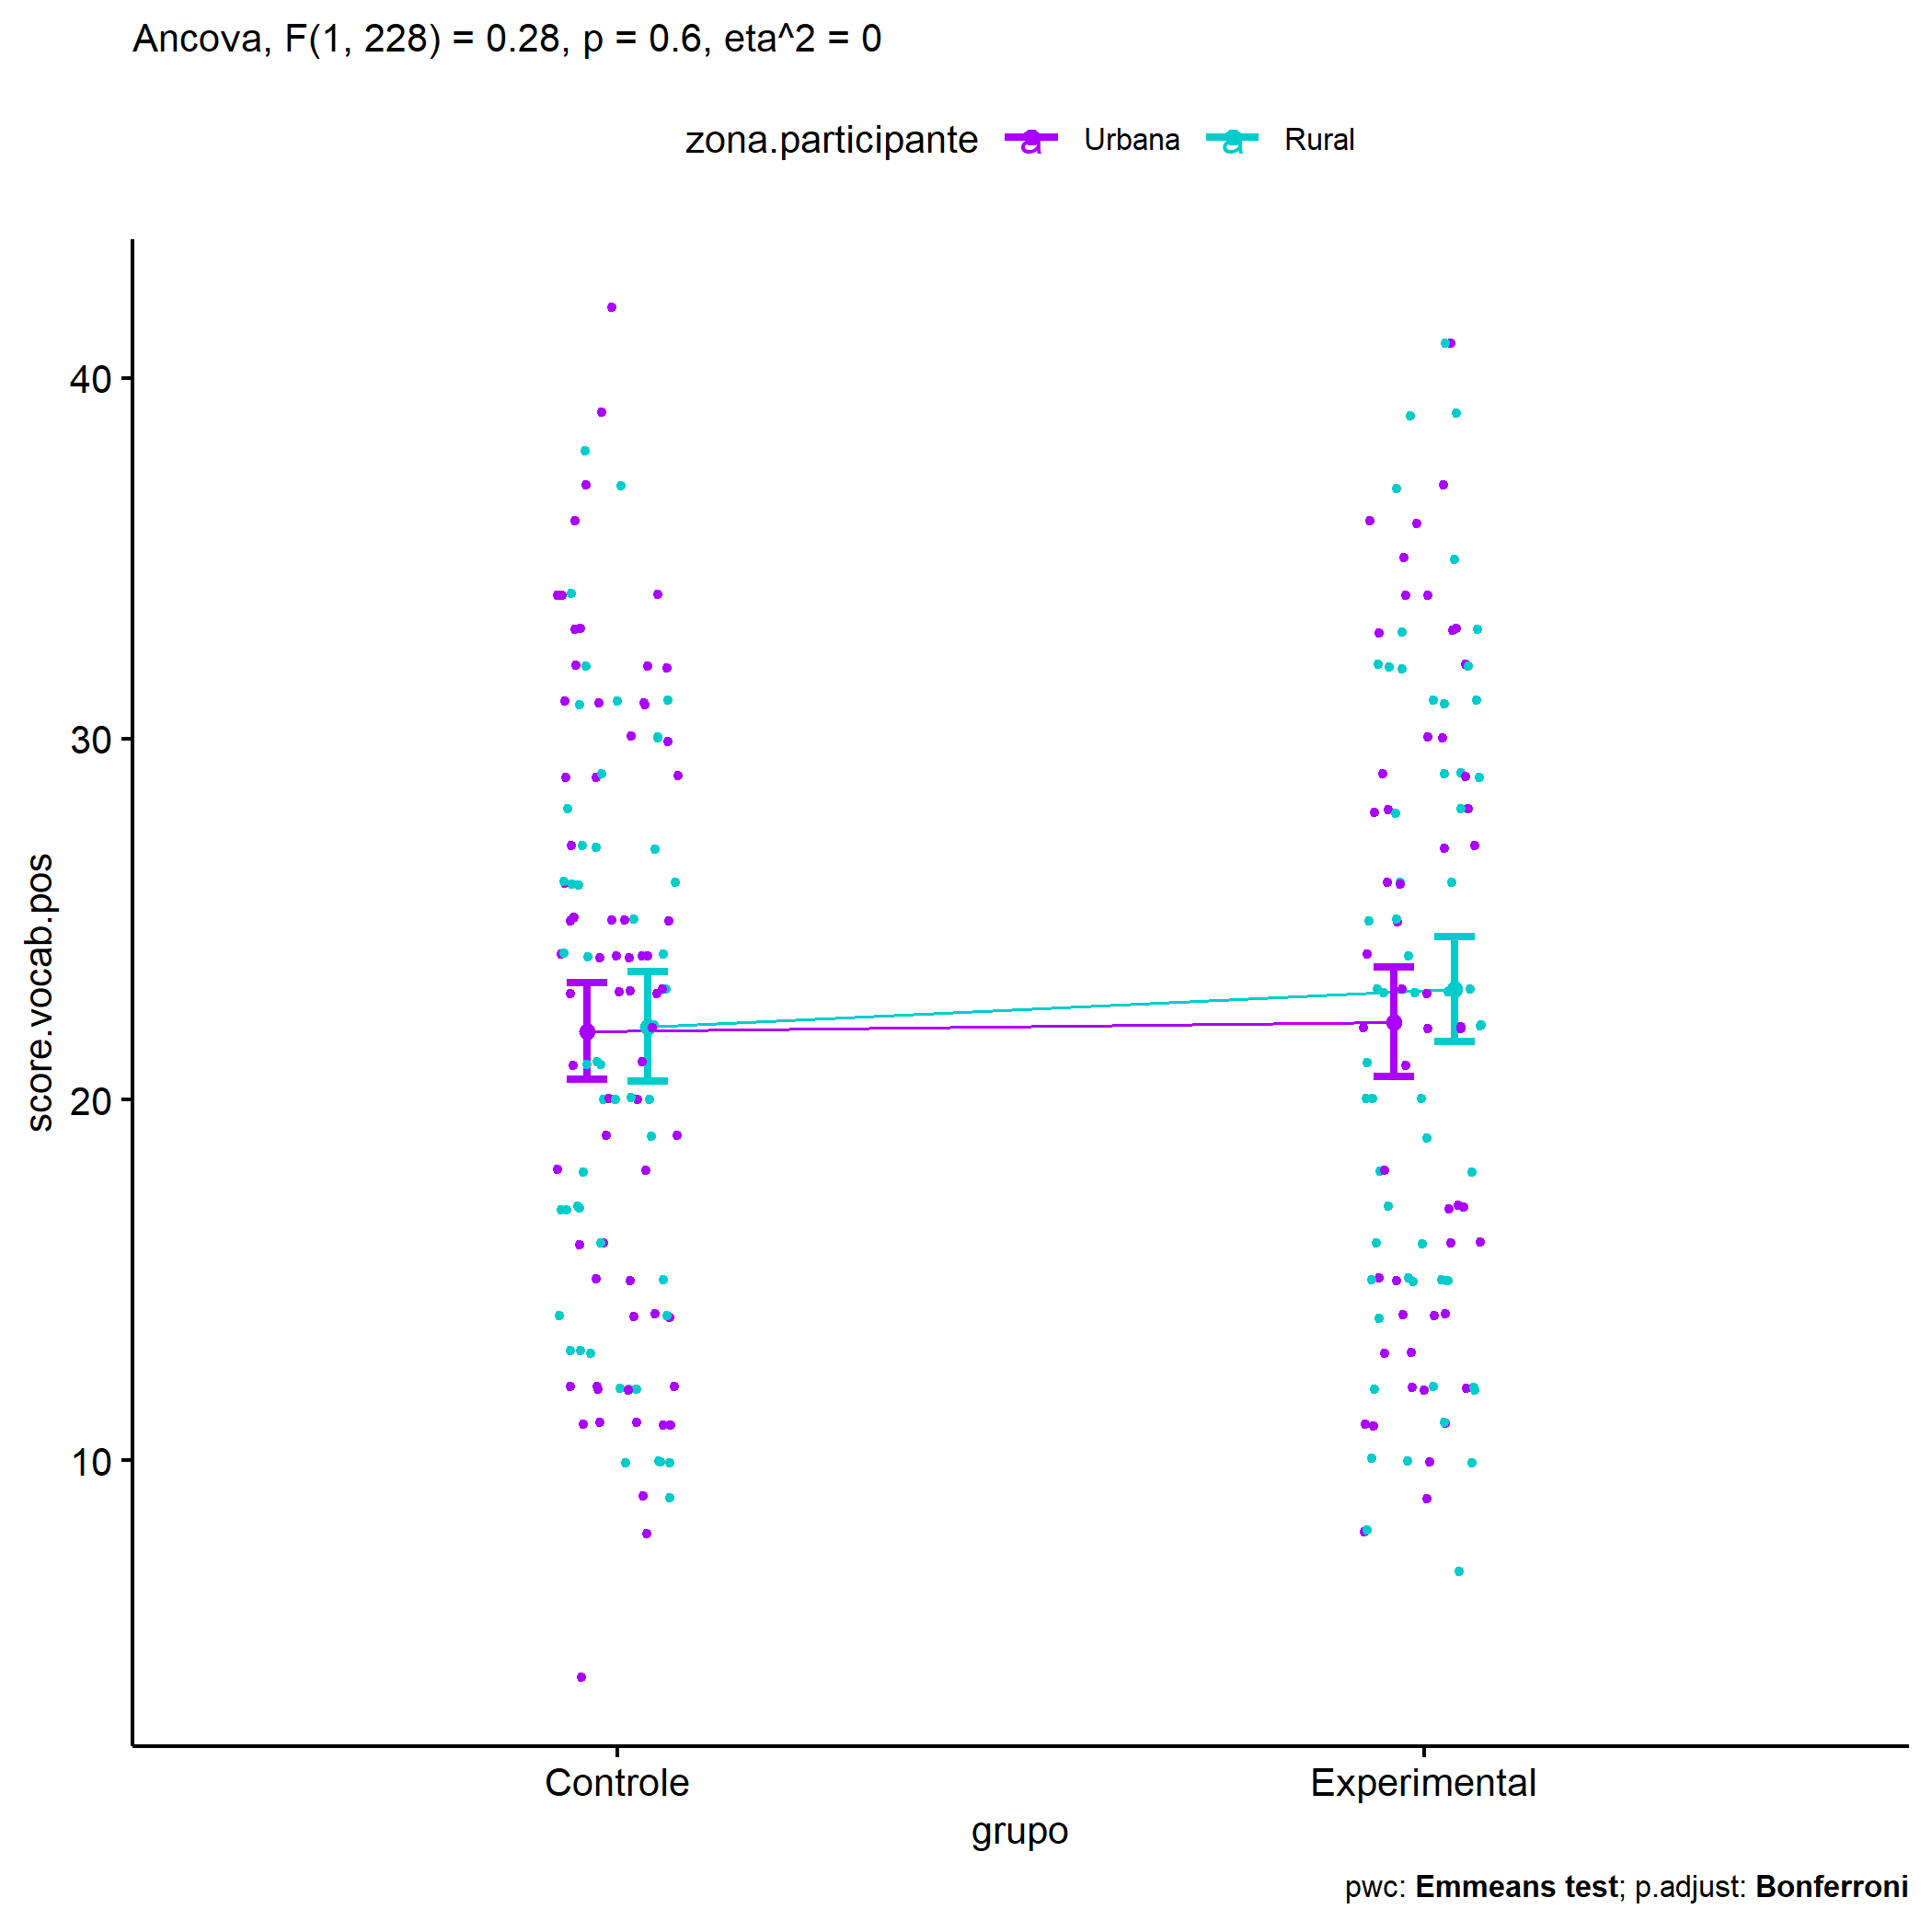 Ancova, F(1, 228) = 0.28, p = 0.6, eta^2 = 0
zona.participante a Urbana a Rural
40
30
20
10
score.vocab.pos
Controle Experimental
grupo
pwc: Emmeans test; p.adjust: Bonferroni